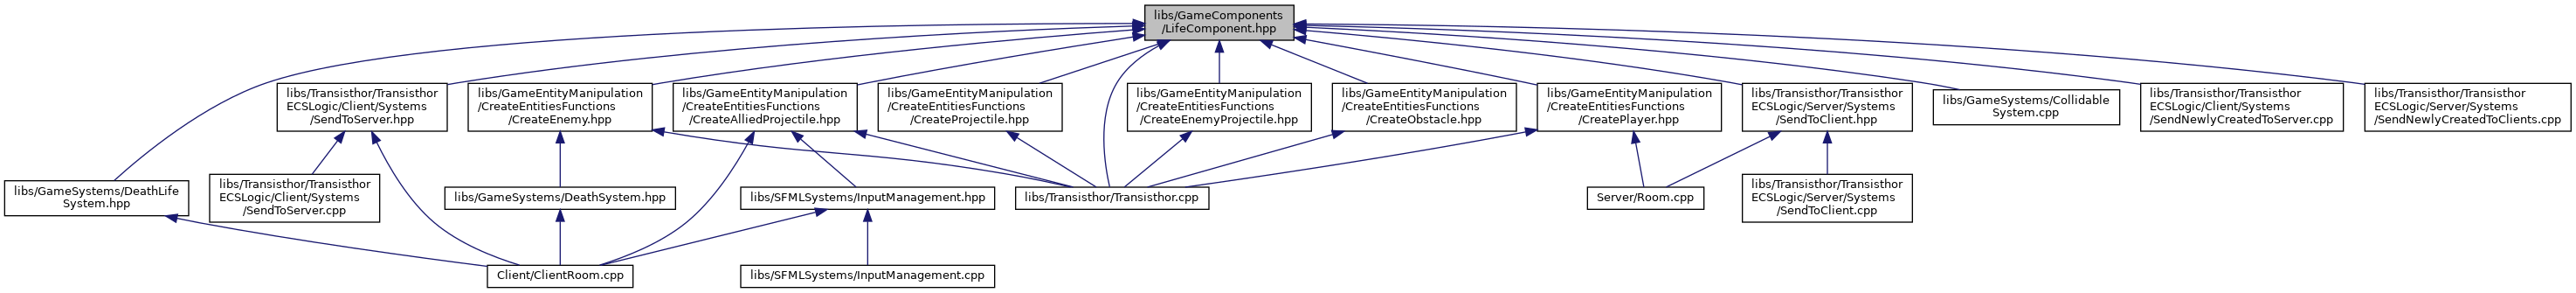 libs/GameComponents
/LifeComponent.hpp
libs/Transisthor/Transisthor
ECSLogic/Client/Systems
/SendToServer.hpp
libs/GameEntityManipulation
/CreateEntitiesFunctions
/CreateEnemy.hpp
libs/GameEntityManipulation
/CreateEntitiesFunctions
/CreateAlliedProjectile.hpp
libs/GameEntityManipulation
/CreateEntitiesFunctions
/CreateProjectile.hpp
libs/GameEntityManipulation
/CreateEntitiesFunctions
/CreateEnemyProjectile.hpp
libs/GameEntityManipulation
/CreateEntitiesFunctions
/CreateObstacle.hpp
libs/GameEntityManipulation
/CreateEntitiesFunctions
/CreatePlayer.hpp
libs/Transisthor/Transisthor
ECSLogic/Server/Systems
/SendToClient.hpp
libs/GameSystems/Collidable
System.cpp
libs/Transisthor/Transisthor
ECSLogic/Client/Systems
/SendNewlyCreatedToServer.cpp
libs/Transisthor/Transisthor
ECSLogic/Server/Systems
/SendNewlyCreatedToClients.cpp
libs/GameSystems/DeathLife
System.hpp
libs/Transisthor/Transisthor
ECSLogic/Client/Systems
/SendToServer.cpp
libs/GameSystems/DeathSystem.hpp
libs/SFMLSystems/InputManagement.hpp
libs/Transisthor/Transisthor.cpp
Server/Room.cpp
libs/Transisthor/Transisthor
ECSLogic/Server/Systems
/SendToClient.cpp
Client/ClientRoom.cpp
libs/SFMLSystems/InputManagement.cpp